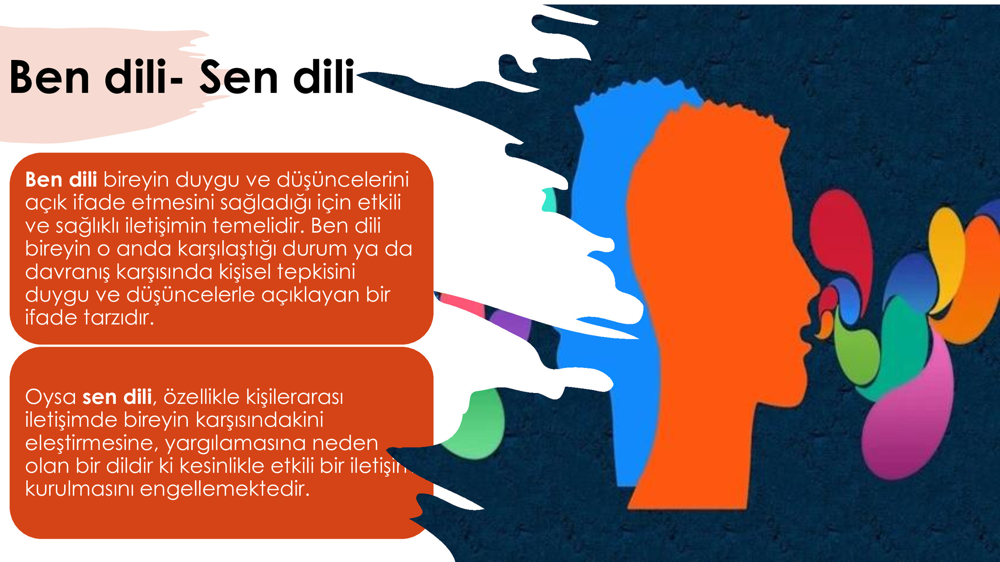 Ben dili- Sen dili
Ben dili bireyin duygu ve düşüncelerini
açık ifade etmesini sağladığı için etkili
ve sağlıklı iletişimin temelidir. Ben dili
bireyin o anda karşılaştığı durum ya da
davranış karşısında kişisel tepkisini
duygu ve düşüncelerle açıklayan bir
ifade tarzıdır.
Oysa sen dili, özellikle kişilerarası
iletişimde bireyin karşısındakini
eleştirmesine, yargılamasına neden
olan bir dildir ki kesinlikle etkili bir iletişim
kurulmasını engellemektedir.